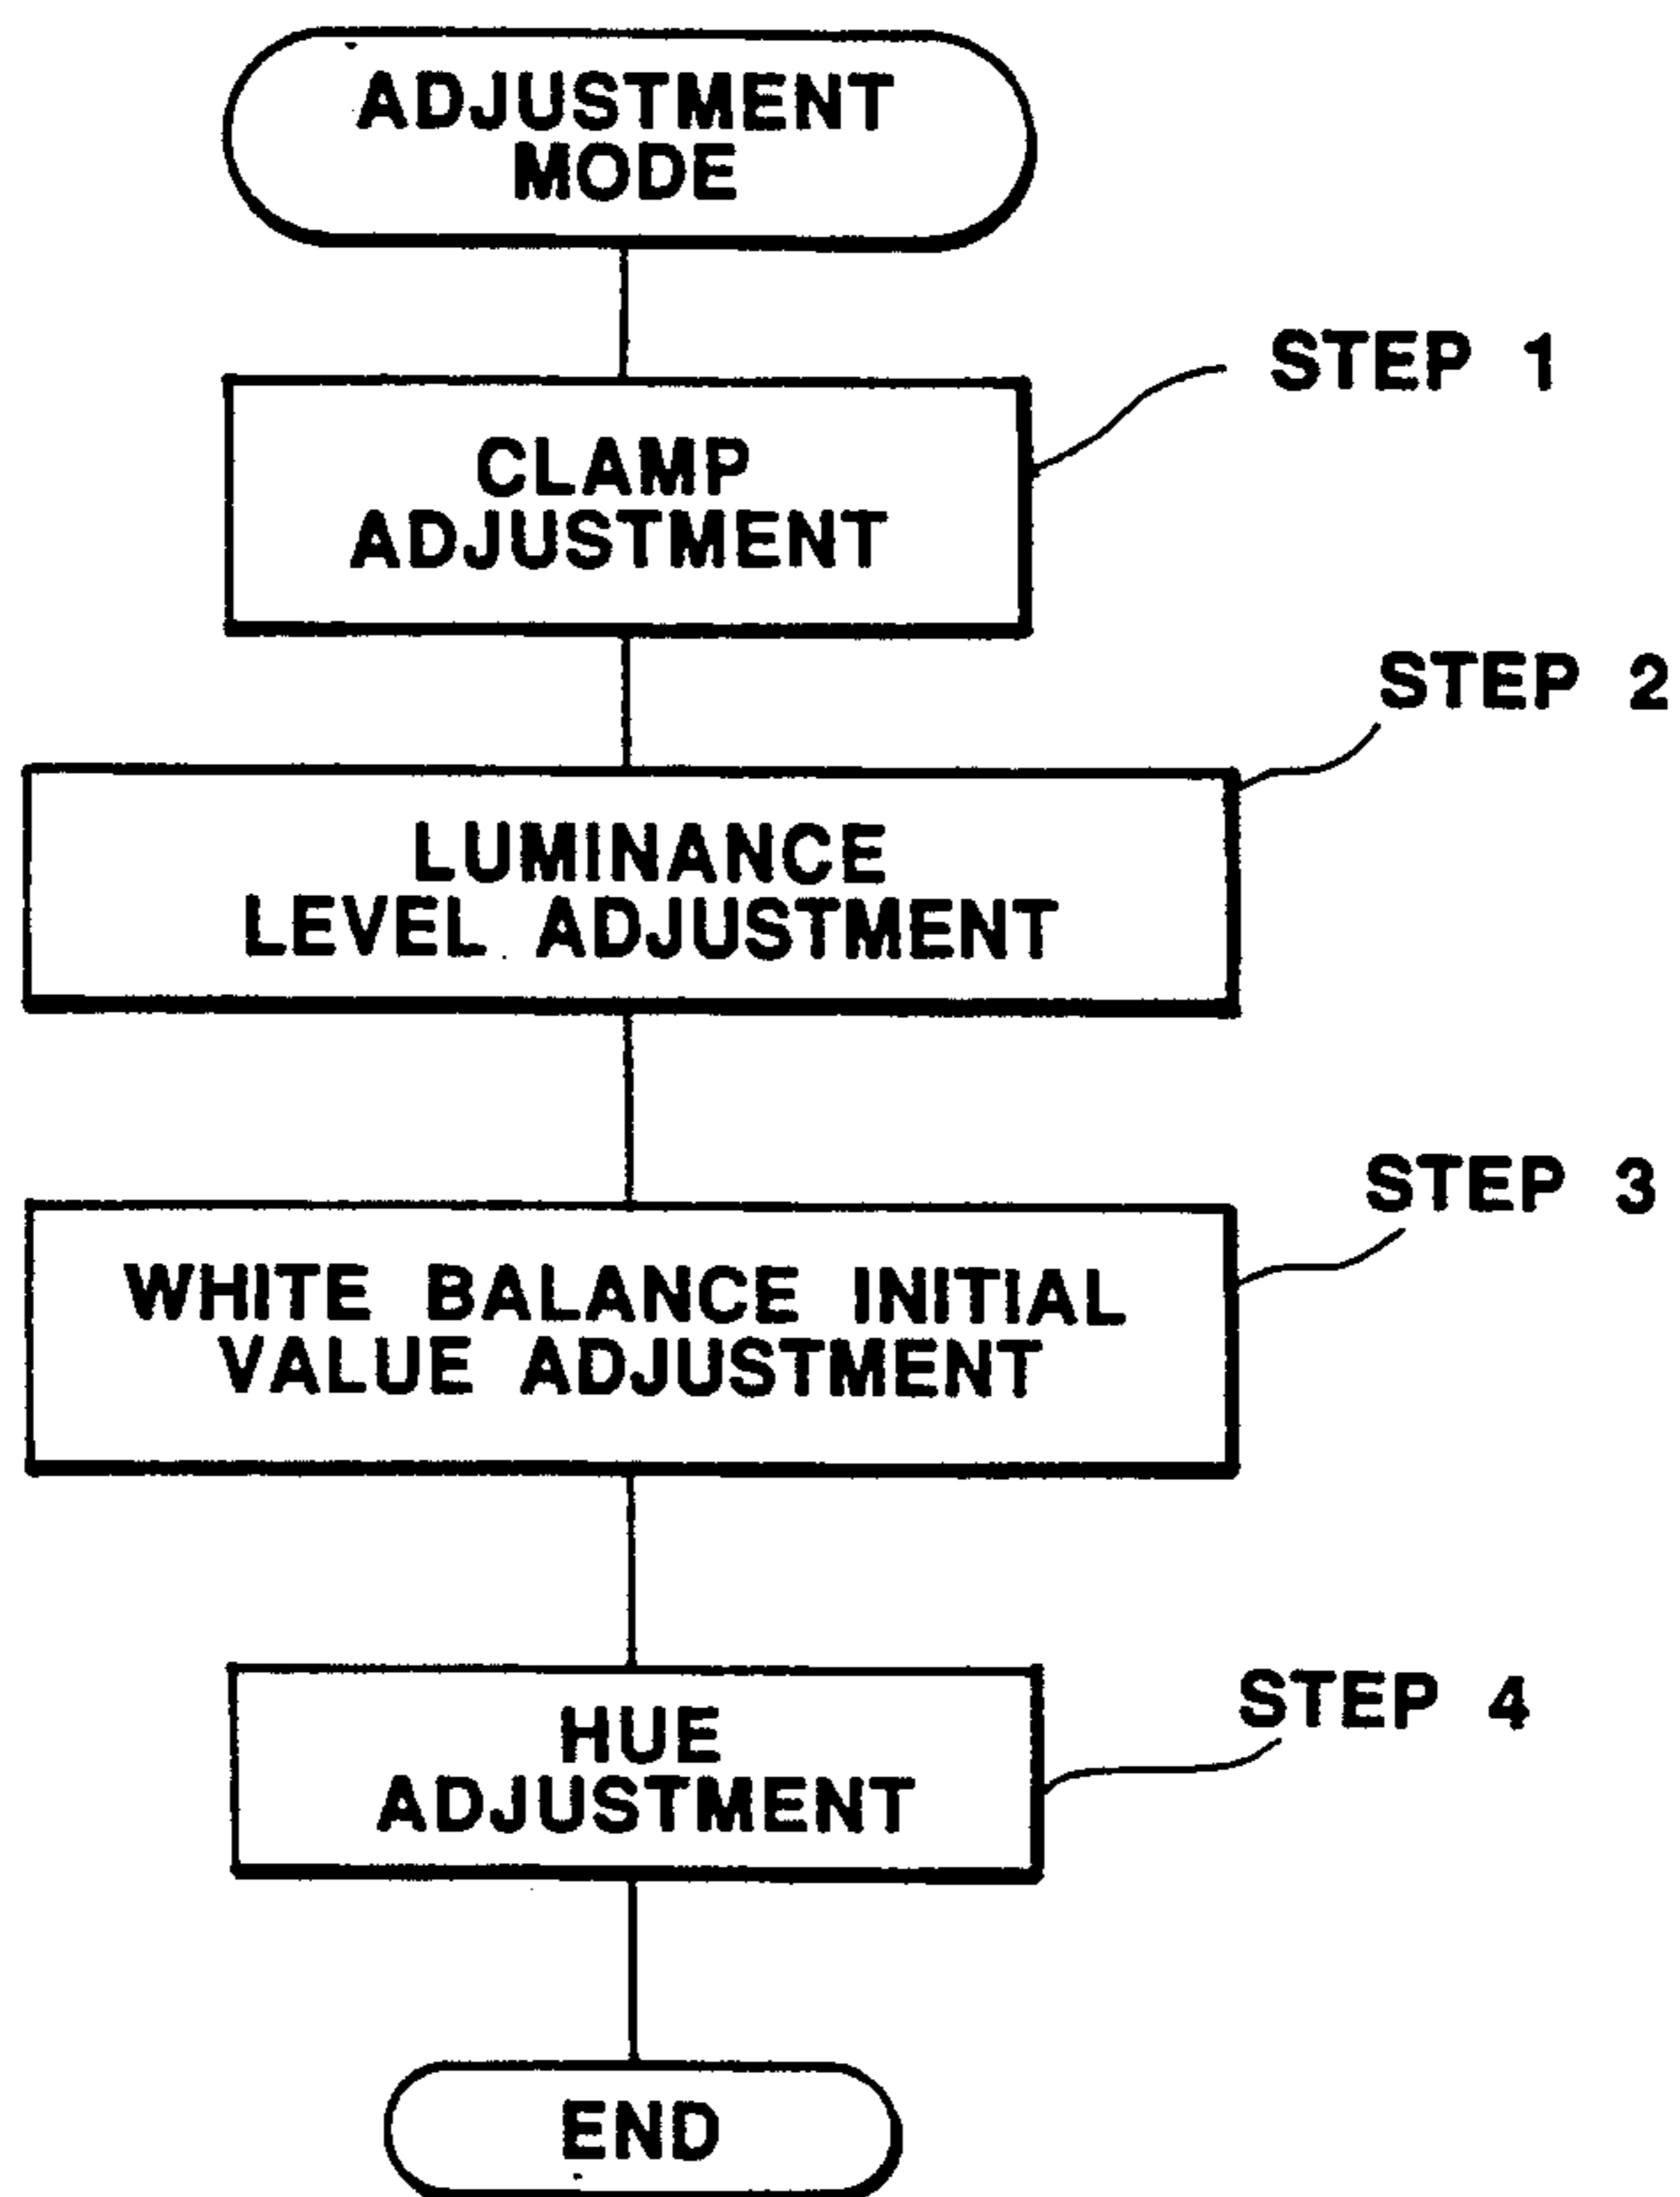 ADJUSTMENT
MODE
STEP 1
CLAMP
ADJUSTMENT
STEP 2
LUMINANCE
LEVEL ADJUSTMENT
STEP 3
WHITE BALANCE INITIAL
VALUE ADJUSTMENT
STEP 4
HUE
ADJUSTMENT
END